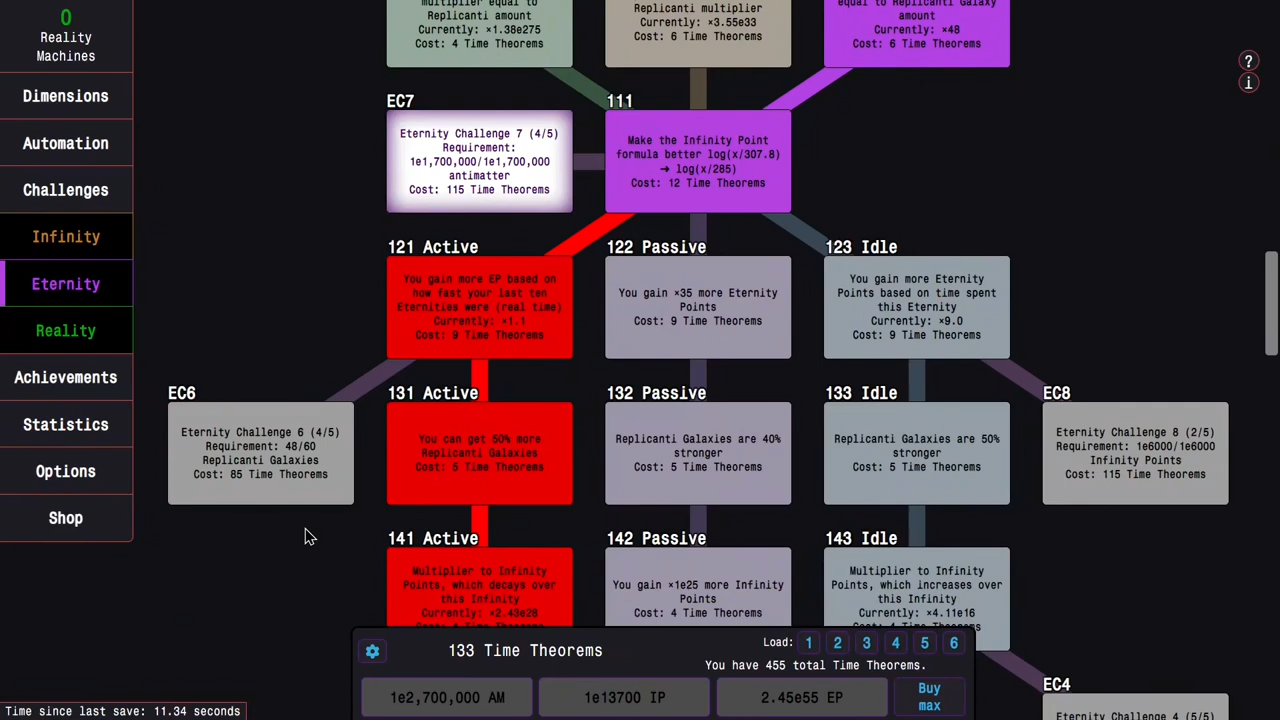 0
Reality
Machines
Dimensions
Automation
Challenges
Infinity
Eternity
Reality
Achievements
Statistics
Options
Shop
multiplier equal to
Replicanti amount
Currently: ×1.38e275
Cost: 4 Time Theorems
Replicanti multiplier
Currently: ×3.55e33
Cost: 6 Time Theorems
equal to Replicanti Galaxy
amount
Currently: ×48
Cost: 6 Time Theorems
?
i
EC7
Eternity Challenge 7 (4/5)
Requirement:
1e1,700,000/1e1,700,000
antimatter
Cost: 115 Time Theorems
111
Make the Infinity Point
formula better log(x/307.8)
➜ log(x/285)
Cost: 12 Time Theorems
121 Active
You gain more EP based on
how fast your last ten
Eternities were (real time)
Currently: ×1.1
Cost: 9 Time Theorems
122 Passive
You gain ×35 more Eternity
Points
Cost: 9 Time Theorems
123 Idle
You gain more Eternity
Points based on time spent
this Eternity
Currently: ×9.0
Cost: 9 Time Theorems
EC6
Eternity Challenge 6 (4/5)
Requirement: 48/60
Replicanti Galaxies
Cost: 85 Time Theorems
131 Active
You can get 50% more
Replicanti Galaxies
Cost: 5 Time Theorems
132 Passive
Replicanti Galaxies are 40%
stronger
Cost: 5 Time Theorems
133 Idle
Replicanti Galaxies are 50%
stronger
Cost: 5 Time Theorems
EC8
Eternity Challenge 8 (2/5)
Requirement: 1e6000/1e6000
Infinity Points
Cost: 115 Time Theorems
141 Active
Multiplier to Infinity
Points, which decays over
this Infinity
Currently: ×2.43e28
142 Passive
You gain ×1e25 more Infinity
Points
Cost: 4 Time Theorems
143 Idle
Multiplier to Infinity
Points, which increases over
this Infinity
Currently: ×4.11e16
EC4
Eternity Challenge 4 (5/5)
133 Time Theorems
Load: 1 2 3 4 5 6
You have 455 total Time Theorems.
1e2,700,000 AM
1e13700 IP
2.45e55 EP
Buy
max
Time since last save: 11.34 seconds